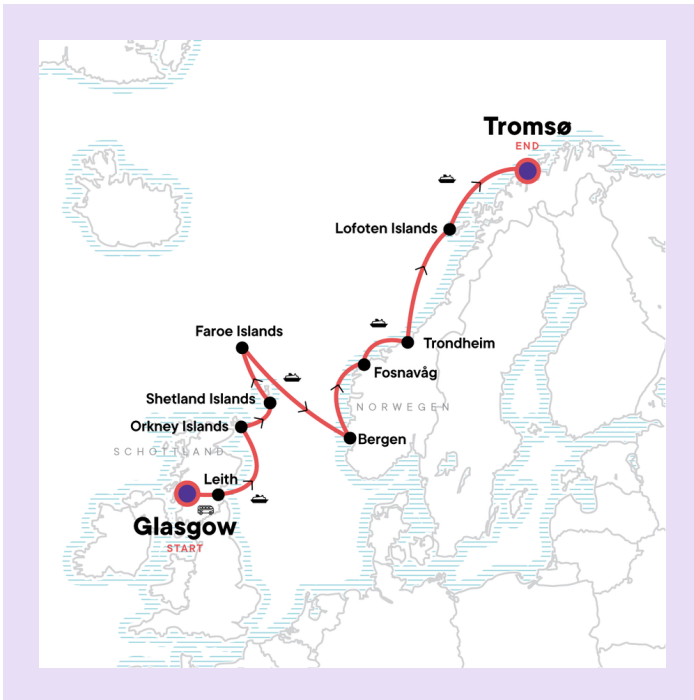 Tromsø
END
Lofoten Islands
Faroe Islands
Trondheim
Fosnavåg
Shetland Islands
NORWEGEN
Orkney Islands
Bergen
SCHOTTLAND
Leith
Glasgow
START